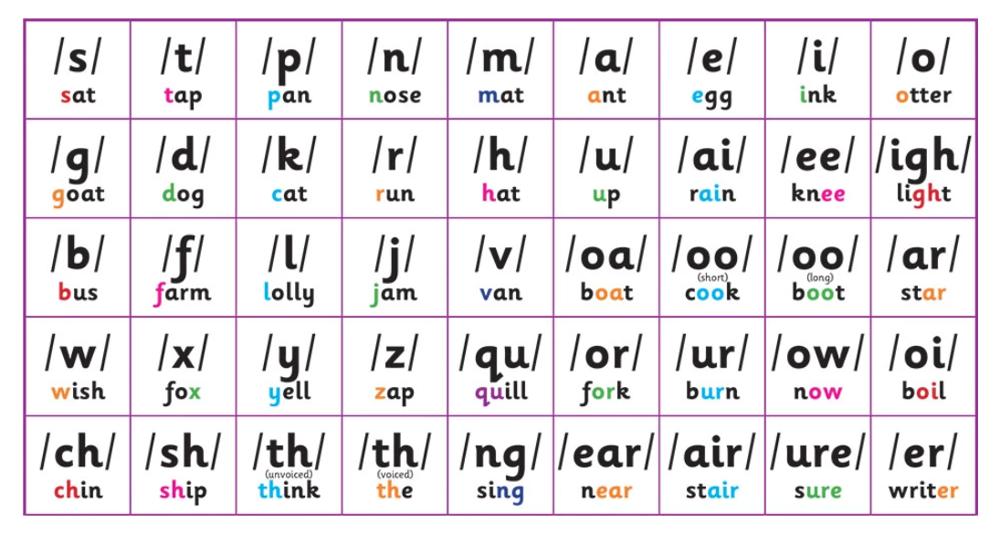 /s/ /t/ /p/ /n/ /m/ /a/ /e/ /i/ /o/
sat tap pan nose mat ant egg ink otter
/g/ /d/ /k/ /r/ /h/ /u/ /ai/ /ee/ /igh/
goat dog cat run hat up rain knee light
/b/ /f/ /l/ /j/ /v/ /oa/ /oo/ /oo/ /ar/
(short) (long)
bus farm lolly jam van boat cook boot star
/w/ /x/ /y/ /z/ /qu/ /or/ /ur/ /ow/ /oi/
wish fox yell zap quill fork burn now boil
/ch/ /sh/ /th/ /th/ /ng/ /ear/ /air/ /ure/ /er/
(unvoiced) (voiced)
chin ship think the sing near stair sure writer